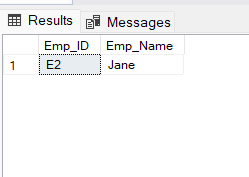 Results Messages
Emp_ID Emp_Name
1 E2 Jane